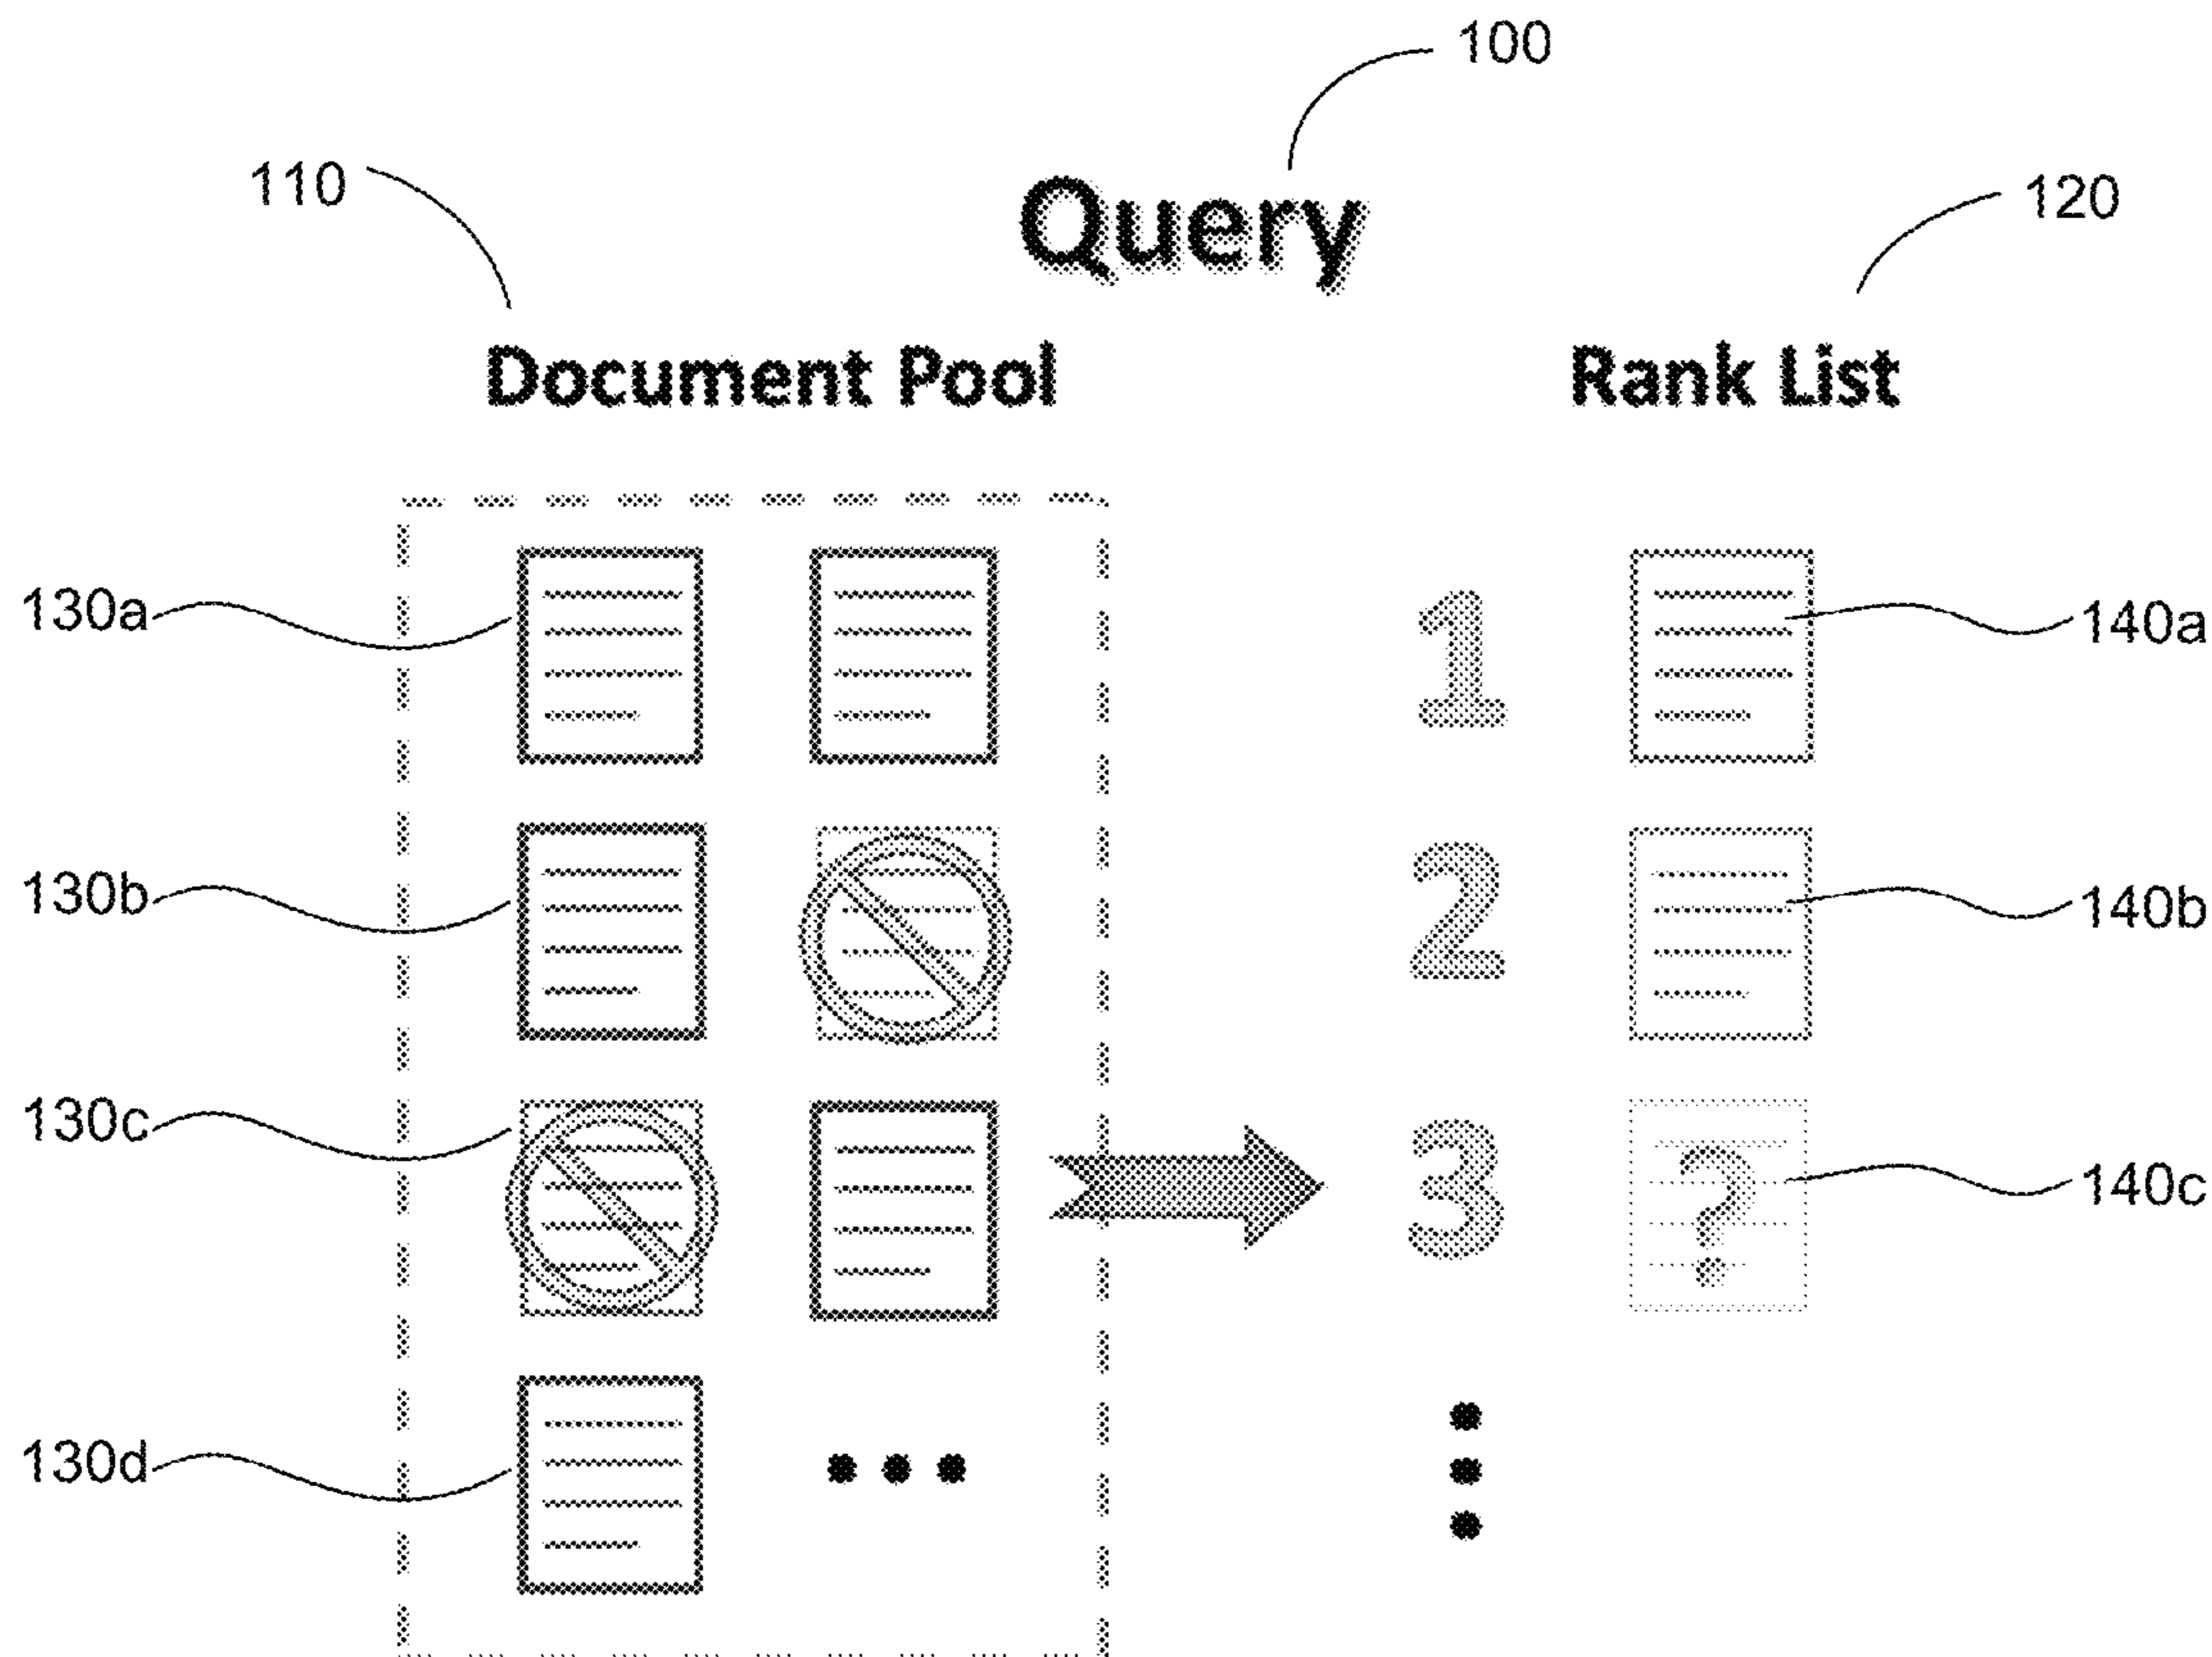 100
110
Query
120
Document Pool
Rank List
130a
1
140a
130b
2
140b
130c
3
?
140c
130d